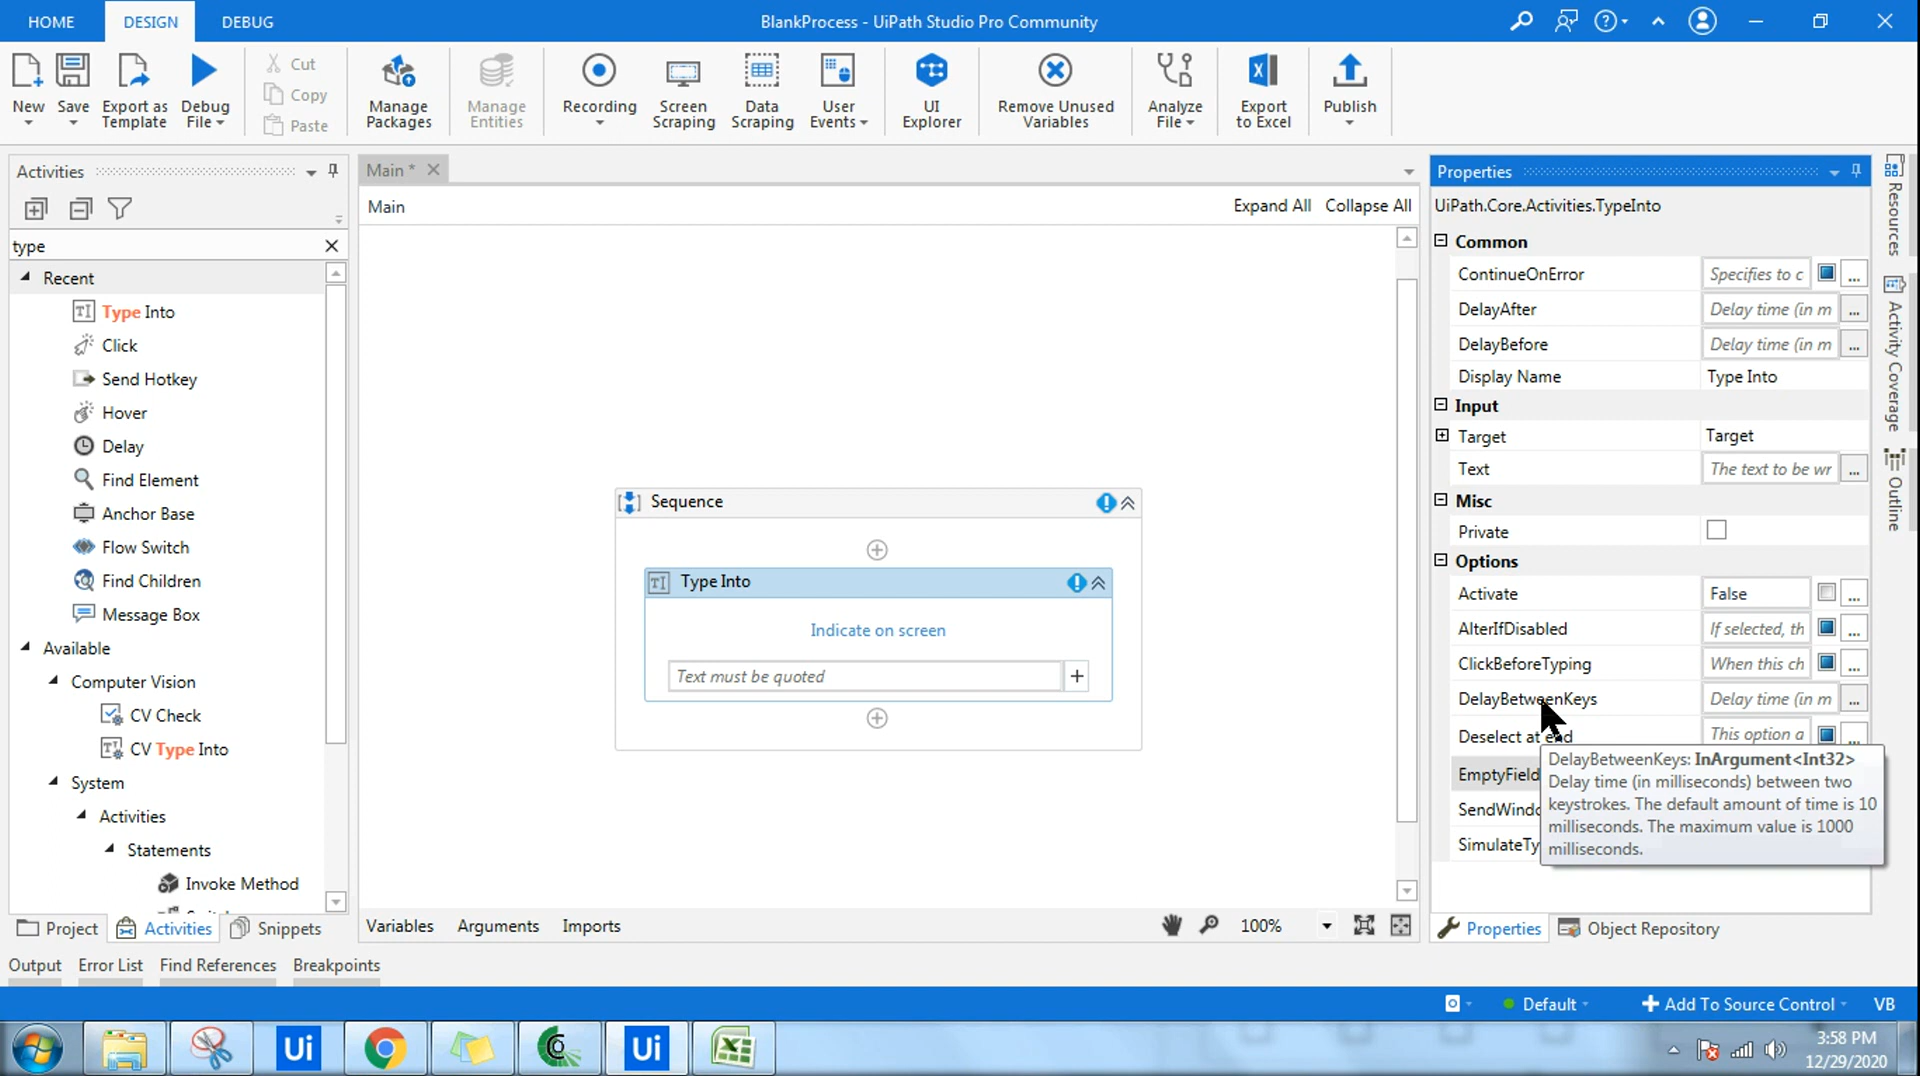 HOME DESIGN DEBUG BlankProcess - UiPath Studio Pro Community
New Save Export as Template Debug File
Cut
Copy
Paste
Manage Packages
Manage Entities
Recording
Screen Scraping
Data Scraping
User Events
UI Explorer
Remove Unused Variables
Analyze File
Export to Excel
Publish
Activities
type
Recent
Type Into
Click
Send Hotkey
Hover
Delay
Find Element
Anchor Base
Flow Switch
Find Children
Message Box
Available
Computer Vision
CV Check
CV Type Into
System
Activities
Statements
Invoke Method
Project Activities Snippets
Main *
Main Expand All Collapse All
Sequence
Type Into
Indicate on screen
Text must be quoted
Variables Arguments Imports 100%
Properties
UiPath.Core.Activities.TypeInto
Common
ContinueOnError Specifies to c ...
DelayAfter Delay time (in m ...
DelayBefore Delay time (in m ...
Display Name Type Into
Input
Target Target
Text The text to be wr ...
Misc
Private
Options
Activate False ...
AlterIfDisabled If selected, th ...
ClickBeforeTyping When this ch ...
DelayBetweenKeys Delay time (in m ...
Deselect at end This option a ...
EmptyField
SendWindo
SimulateTy
DelayBetweenKeys: InArgument<Int32>
Delay time (in milliseconds) between two
keystrokes. The default amount of time is 10
milliseconds. The maximum value is 1000
milliseconds.
Properties Object Repository
Resources
Activity Coverage
Outline
Output Error List Find References Breakpoints
Default Add To Source Control VB
Ui Ui
3:58 PM
12/29/2020